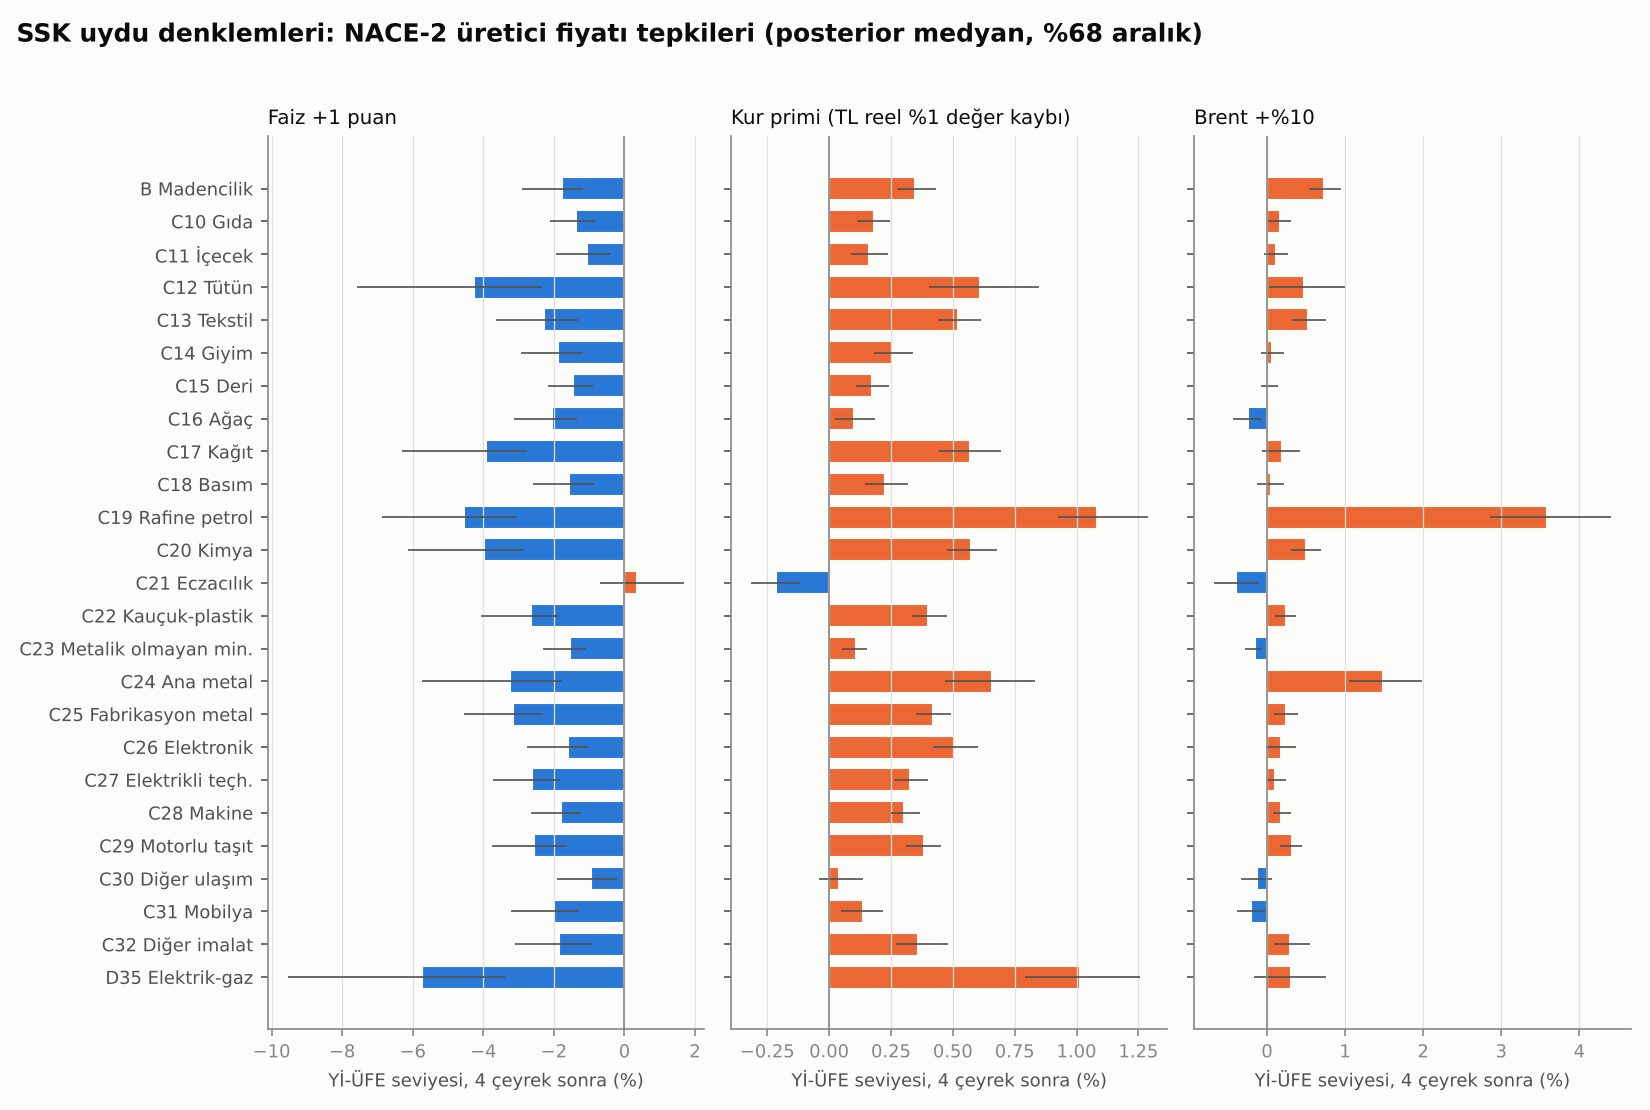 SSK uydu denklemleri: NACE-2 üretici fiyatı tepkileri (posterior medyan, %68 aralık)
Faiz +1 puan
Kur primi (TL reel %1 değer kaybı)
Brent +%10
B Madencilik
C10 Gıda
C11 İçecek
C12 Tütün
C13 Tekstil
C14 Giyim
C15 Deri
C16 Ağaç
C17 Kağıt
C18 Basım
C19 Rafine petrol
C20 Kimya
C21 Eczacılık
C22 Kauçuk-plastik
C23 Metalik olmayan min.
C24 Ana metal
C25 Fabrikasyon metal
C26 Elektronik
C27 Elektrikli teçh.
C28 Makine
C29 Motorlu taşıt
C30 Diğer ulaşım
C31 Mobilya
C32 Diğer imalat
D35 Elektrik-gaz
−10 −8 −6 −4 −2 0 2
−0.25 0.00 0.25 0.50 0.75 1.00 1.25
0 1 2 3 4
Yİ-ÜFE seviyesi, 4 çeyrek sonra (%)
Yİ-ÜFE seviyesi, 4 çeyrek sonra (%)
Yİ-ÜFE seviyesi, 4 çeyrek sonra (%)